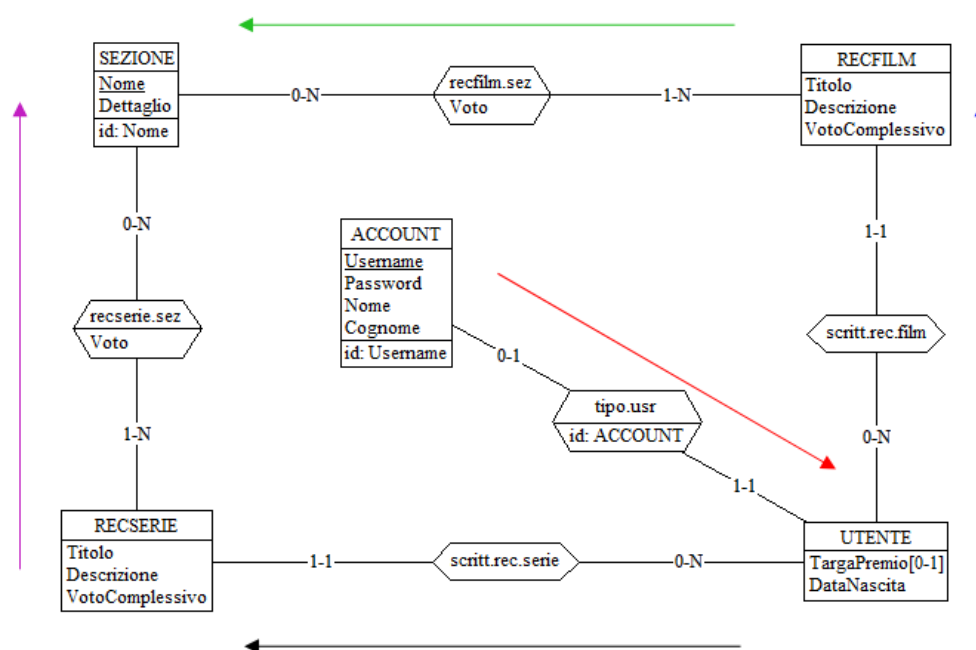 SEZIONE
Nome
Dettaglio
id: Nome
0-N
recfilm.sez
Voto
1-N
RECFILM
Titolo
Descrizione
VotoComplessivo
0-N
1-1
ACCOUNT
Username
Password
Nome
Cognome
id: Username
recserie.sez
Voto
scritt.rec.film
0-1
tipo.usr
id: ACCOUNT
1-N
0-N
1-1
RECSERIE
Titolo
Descrizione
VotoComplessivo
1-1
scritt.rec.serie
0-N
UTENTE
TargaPremio[0-1]
DataNascita